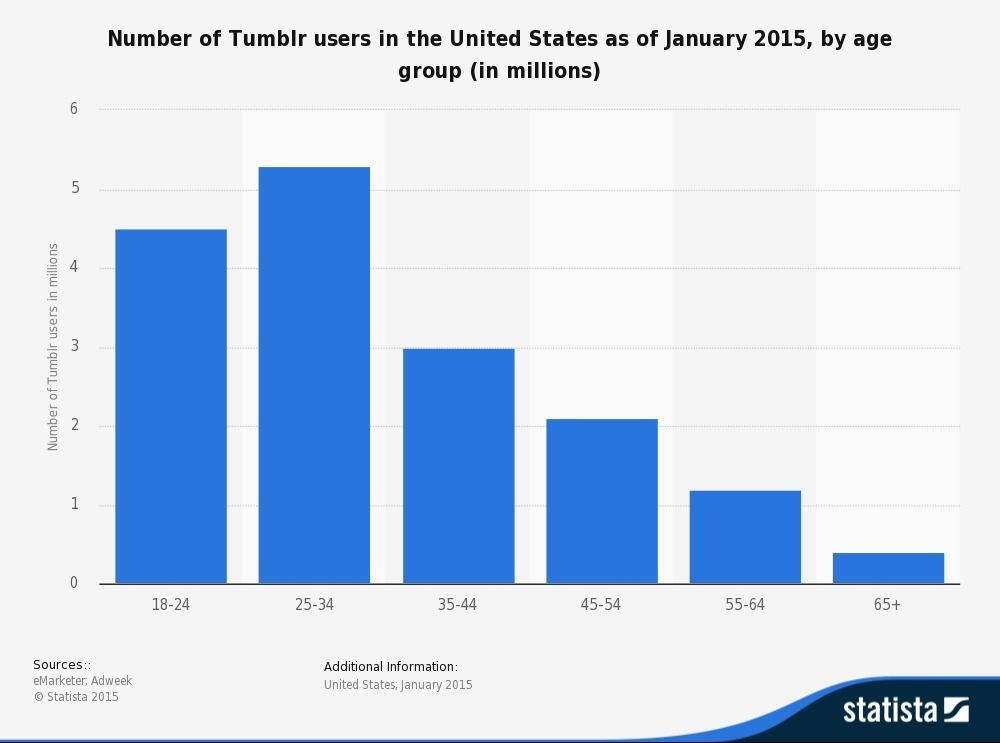 Number of Tumblr users in the United States as of January 2015, by age
group (in millions)
6
5
4
3
2
1
0
Number of Tumblr users in millions
18-24
25-34
35-44
45-54
55-64
65+
Sources::
eMarketer; Adweek
© Statista 2015
Additional Information:
United States; January 2015
statista